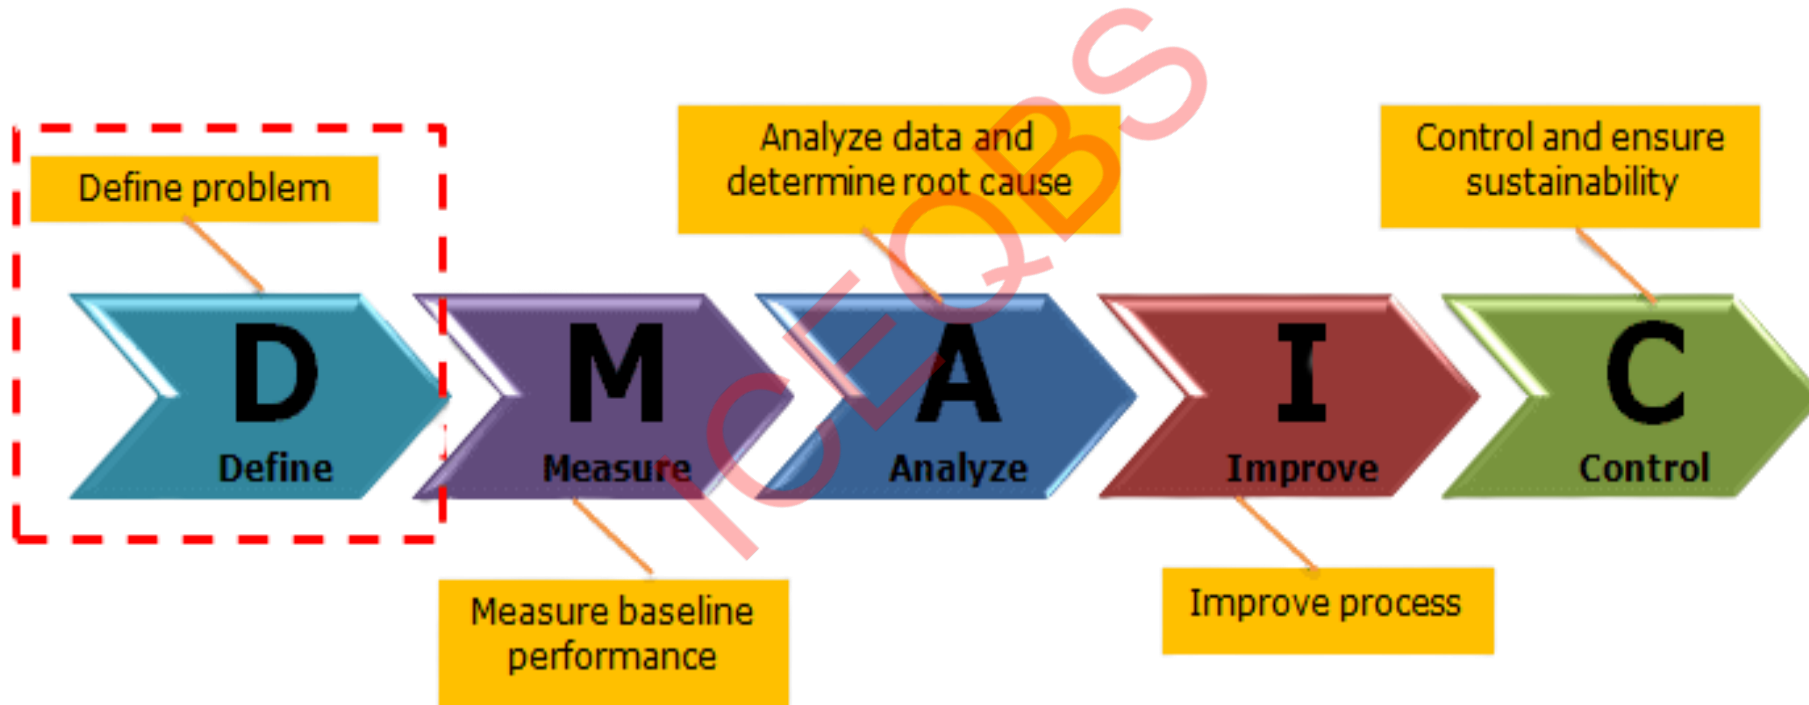 Define problem
Analyze data and
determine root cause
Control and ensure
sustainability
D
Define
M
Measure
A
Analyze
I
Improve
C
Control
Measure baseline
performance
Improve process
ICEQBS